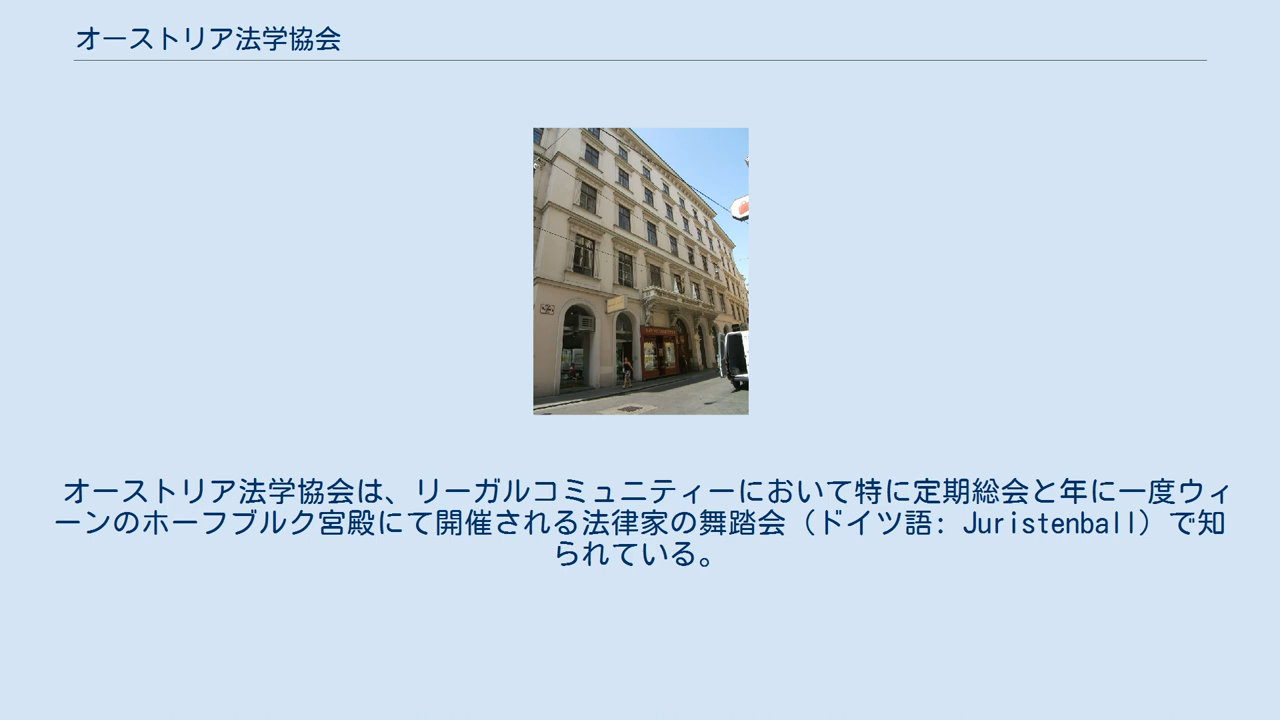 オーストリア法学協会
オーストリア法学協会は、リーガルコミュニティーにおいて特に定期総会と年に一度ウィ
ーンのホーフブルク宮殿にて開催される法律家の舞踏会（ドイツ語: Juristenball）で知
られている。